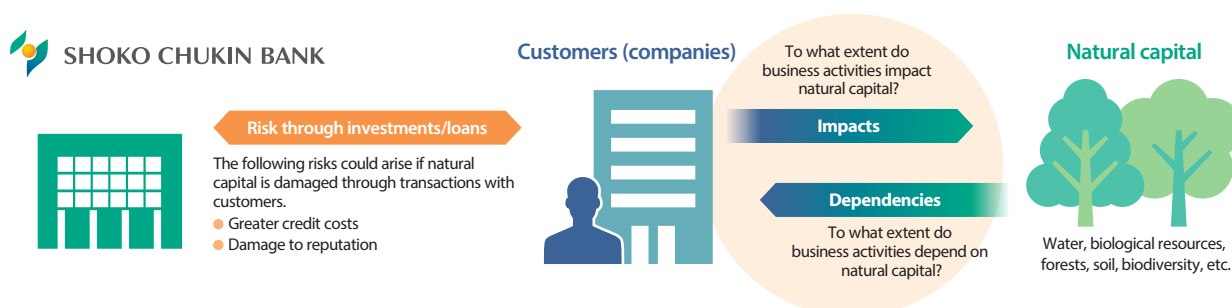 SHOKO CHUKIN BANK
Risk through investments/loans
The following risks could arise if natural
capital is damaged through transactions with
customers.
Greater credit costs
Damage to reputation
Customers (companies)
To what extent do
business activities impact
natural capital?
Impacts
Dependencies
To what extent do
business activities depend on
natural capital?
Natural capital
Water, biological resources,
forests, soil, biodiversity, etc.